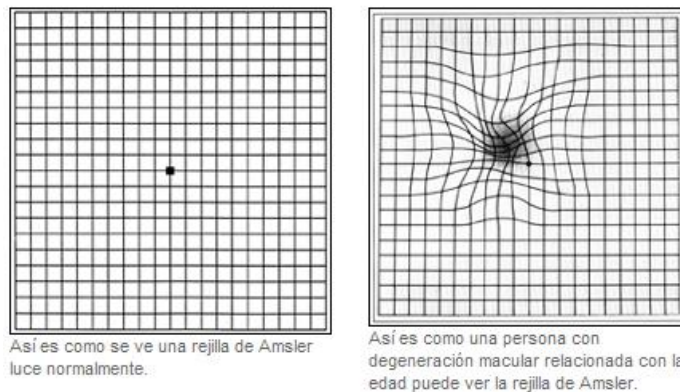 Así es como se ve una rejilla de Amsler
luce normalmente.
Así es como una persona con
degeneración macular relacionada con la
edad puede ver la rejilla de Amsler.